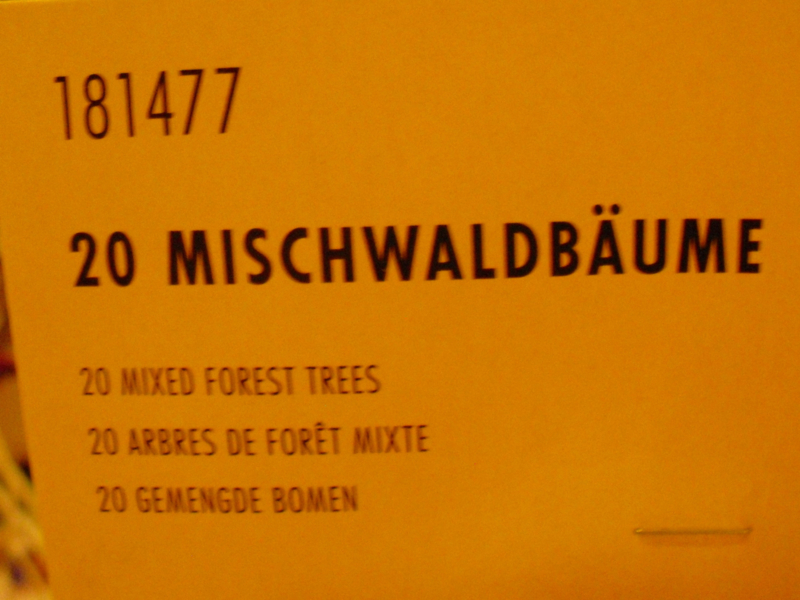 181477
20 MISCHWALDBÄUME
20 MIXED FOREST TREES
20 ARBRES DE FORÊT MIXTE
20 GEMENGDE BOMEN